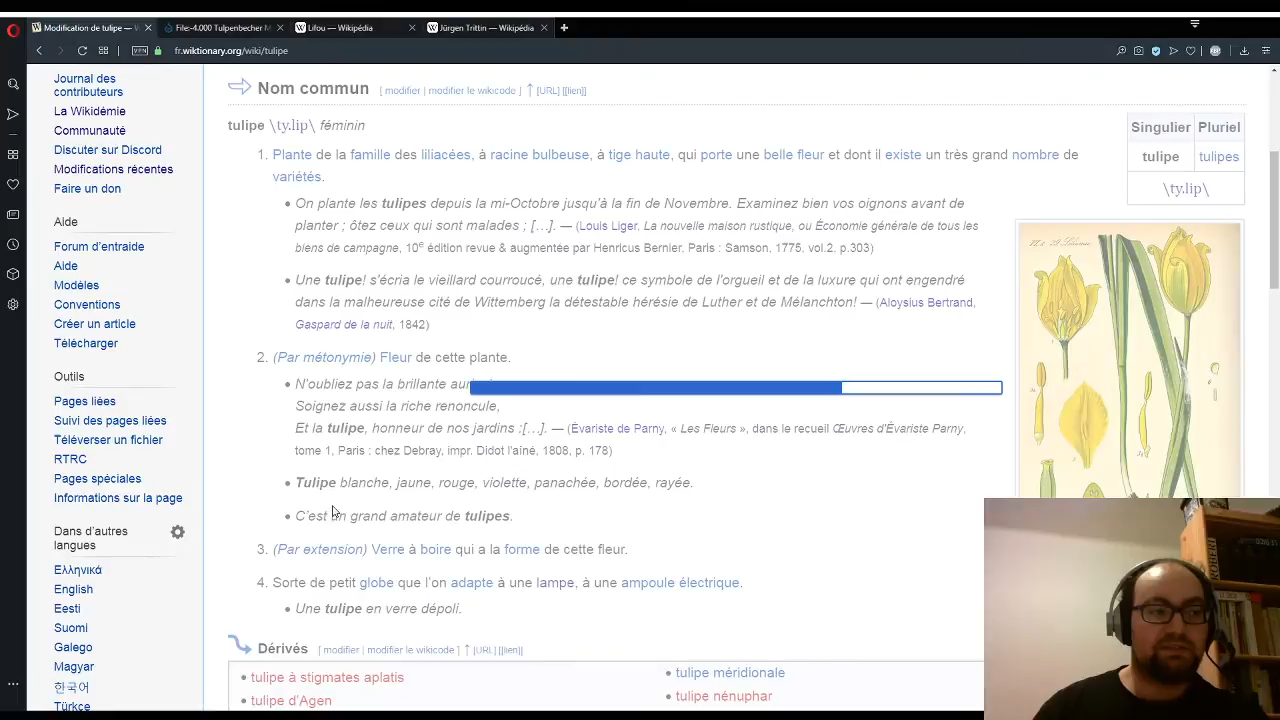 Modification de tulipe —
File:-4.000 Tulpenbecher M
Lifou — Wikipédia
Jürgen Trittin — Wikipédia
VPN
fr.wiktionary.org/wiki/tulipe
Journal des
contributeurs
La Wikidémie
Communauté
Discuter sur Discord
Modifications récentes
Faire un don
Aide
Forum d’entraide
Aide
Modèles
Conventions
Créer un article
Télécharger
Outils
Pages liées
Suivi des pages liées
Téléverser un fichier
RTRC
Pages spéciales
Informations sur la page
Dans d’autres
langues
Ελληνικά
English
Eesti
Suomi
Galego
Magyar
한국어
Türkçe
Nom commun [ modifier | modifier le wikicode ] ↑ [URL] [[lien]]
tulipe \ty.lip\ féminin
1. Plante de la famille des liliacées, à racine bulbeuse, à tige haute, qui porte une belle fleur et dont il existe un très grand nombre de
variétés.
• On plante les tulipes depuis la mi-Octobre jusqu’à la fin de Novembre. Examinez bien vos oignons avant de
planter ; ôtez ceux qui sont malades ; […]. — (Louis Liger, La nouvelle maison rustique, ou Économie générale de tous les
biens de campagne, 10e édition revue & augmentée par Henricus Bernier, Paris : Samson, 1775, vol.2, p.303)
• Une tulipe! s’écria le vieillard courroucé, une tulipe! ce symbole de l’orgueil et de la luxure qui ont engendré
dans la malheureuse cité de Wittemberg la détestable hérésie de Luther et de Mélanchton! — (Aloysius Bertrand,
Gaspard de la nuit, 1842)
2. (Par métonymie) Fleur de cette plante.
• N’oubliez pas la brillante
Soignez aussi la riche renoncule,
Et la tulipe, honneur de nos jardins :[…]. — (Évariste de Parny, « Les Fleurs », dans le recueil Œuvres d’Évariste Parny,
tome 1, Paris : chez Debray, impr. Didot l’aîné, 1808, p. 178)
• Tulipe blanche, jaune, rouge, violette, panachée, bordée, rayée.
• C’est un grand amateur de tulipes.
3. (Par extension) Verre à boire qui a la forme de cette fleur.
4. Sorte de petit globe que l’on adapte à une lampe, à une ampoule électrique.
• Une tulipe en verre dépoli.
Dérivés [ modifier | modifier le wikicode ] ↑ [URL] [[lien]]
• tulipe à stigmates aplatis
• tulipe d’Agen
• tulipe méridionale
• tulipe nénuphar
Singulier Pluriel
tulipe tulipes
\ty.lip\